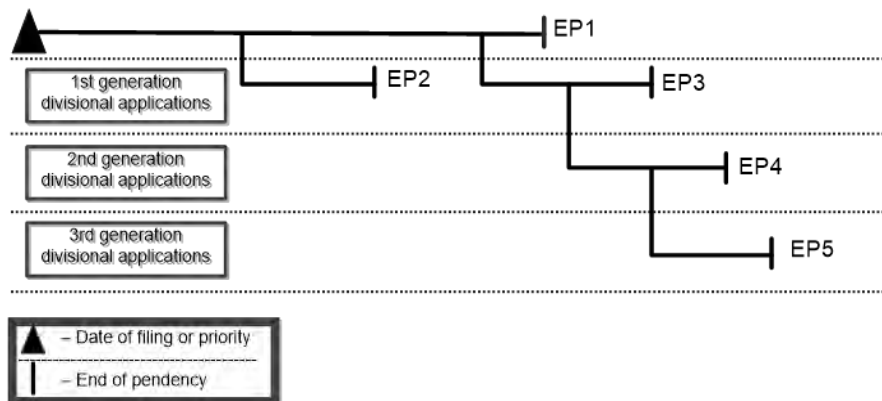 EP1
1st generation
divisional applications
EP2
EP3
2nd generation
divisional applications
EP4
3rd generation
divisional applications
EP5
– Date of filing or priority
– End of pendency